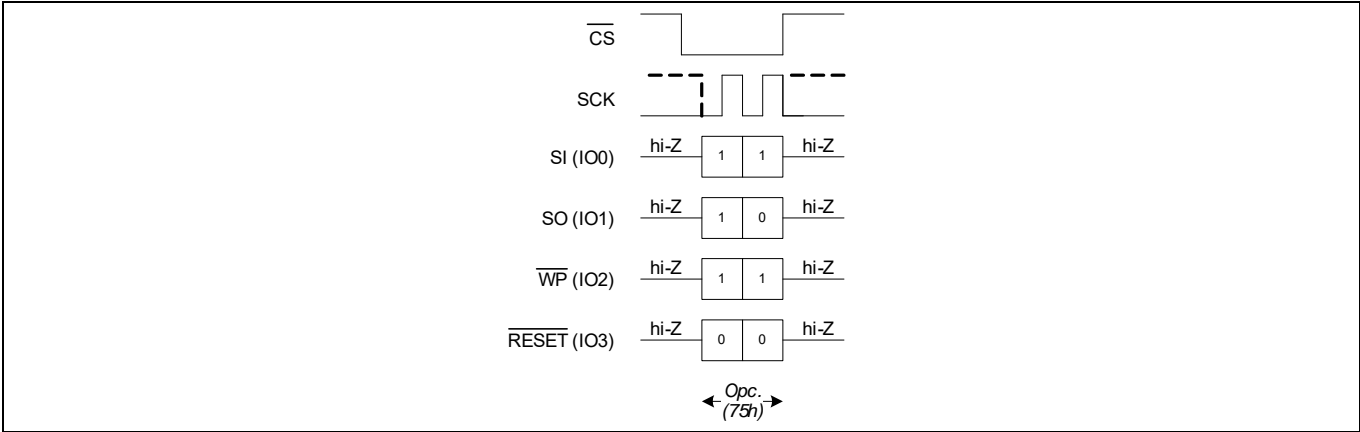 CS
SCK
SI (IO0) hi-Z 1 1 hi-Z
SO (IO1) hi-Z 1 0 hi-Z
WP (IO2) hi-Z 1 1 hi-Z
RESET (IO3) hi-Z 0 0 hi-Z
Opc.
(75h)